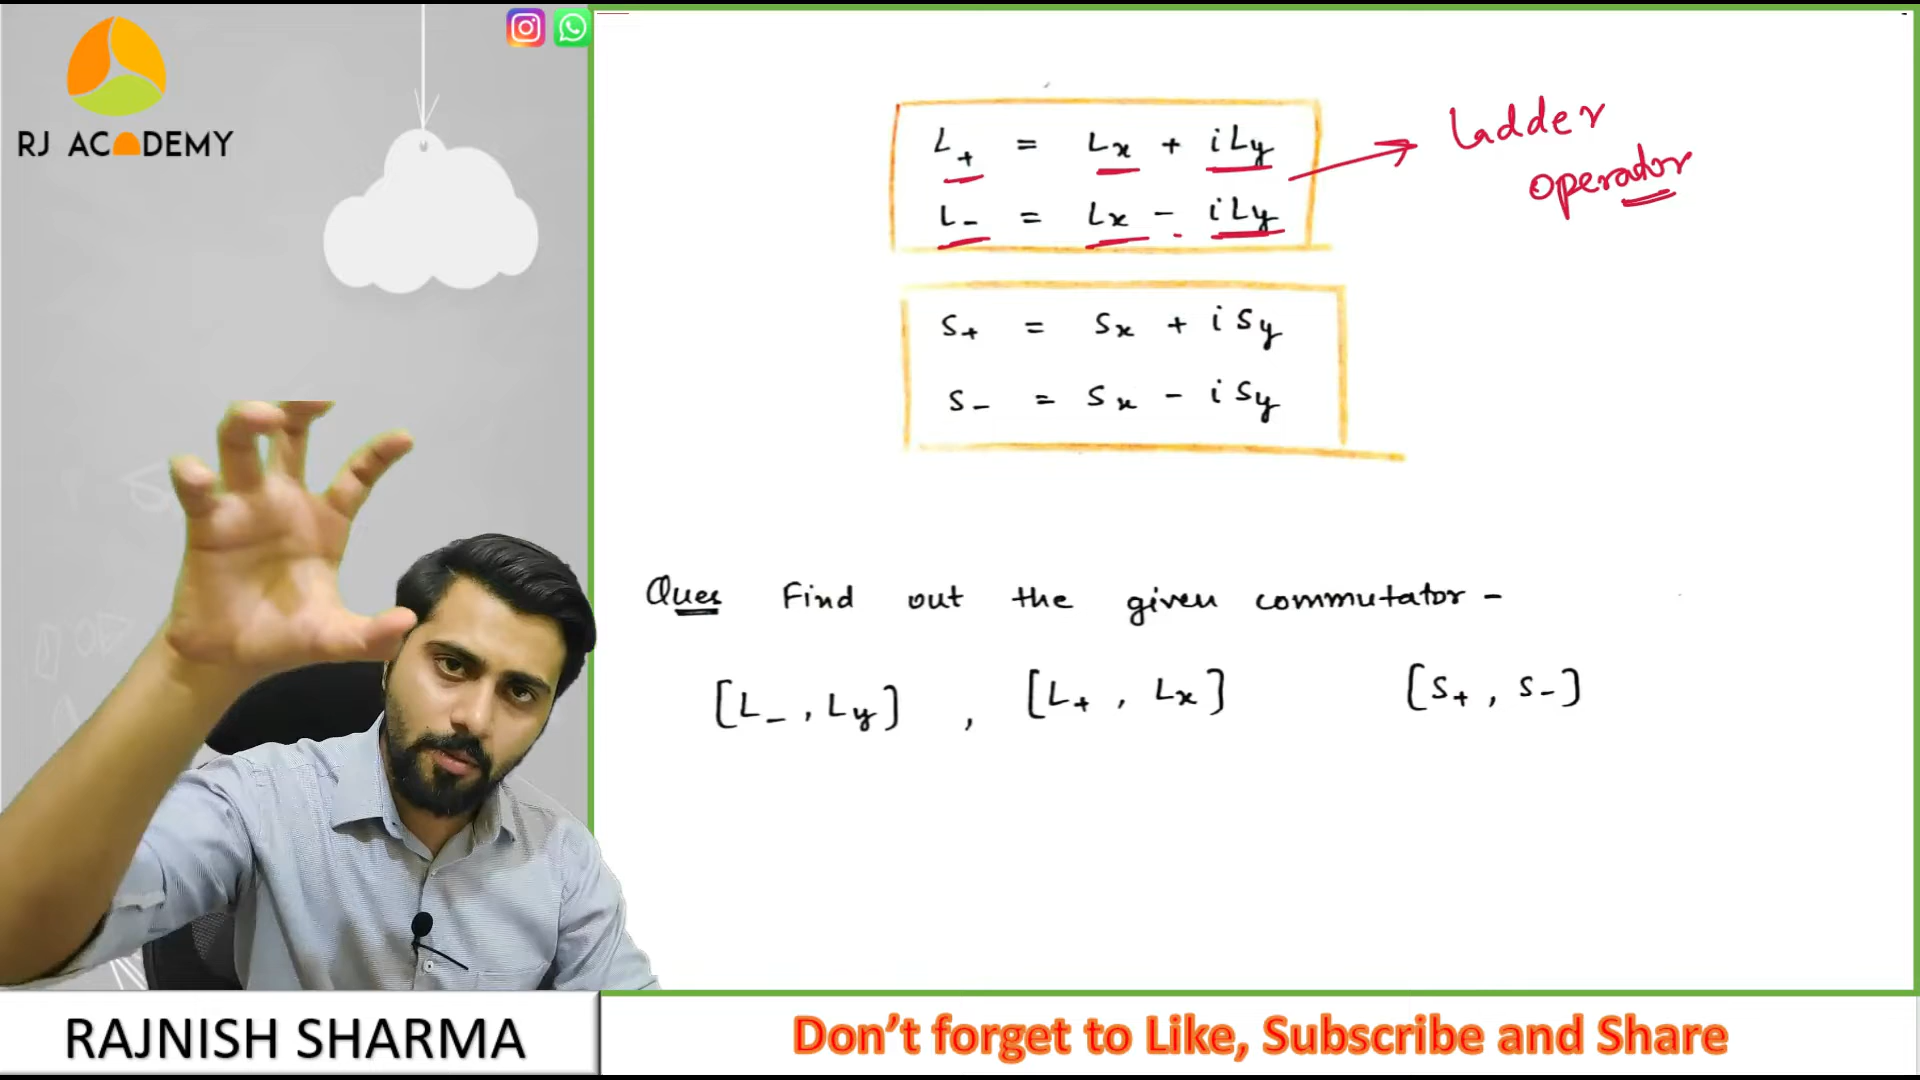 RJ ACADEMY
L+ = Lx + iLy
L- = Lx - iLy
Ladder
operador
S+ = Sx + iSy
S- = Sx - iSy
Ques Find out the given commutator -
[L-, Ly] , [L+, Lx] [S+, S-]
RAJNISH SHARMA
Don't forget to Like, Subscribe and Share